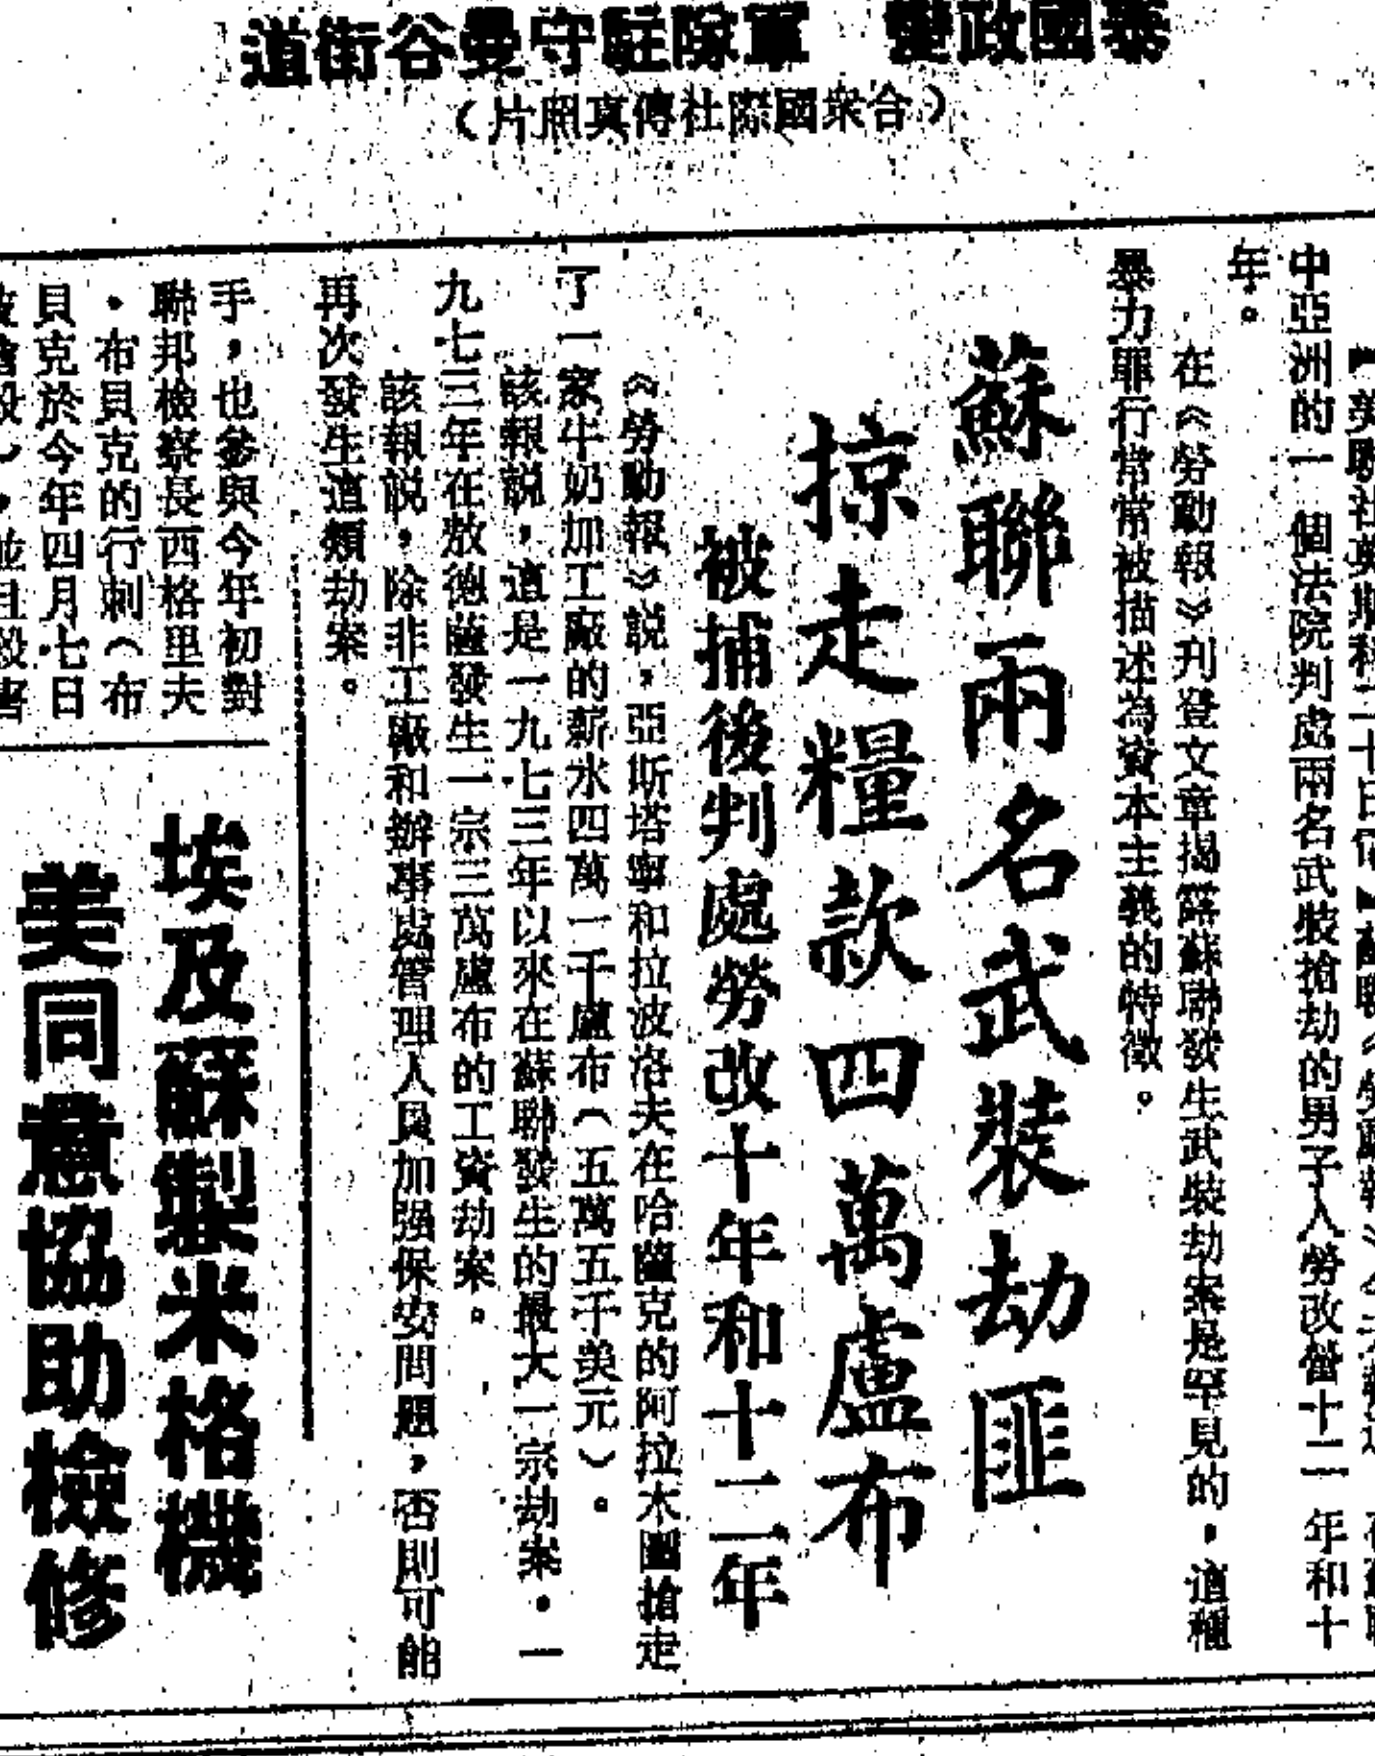 泰國政變 軍隊駐守曼谷街道
（合衆國際社傳真照片）
中亞洲的一個法院判處兩名武裝搶劫的男子入勞改營十二年和十
年。
在《勞動報》刊登文章揭露蘇聯發生武裝劫案是罕見的，這種
暴力罪行常常被描述為資本主義的特徵。
蘇聯兩名武裝劫匪
掠走糧款四萬盧布
被捕後判處勞改十年和十二年
《勞動報》説，亞斯塔寧和拉波洛夫在哈薩克的阿拉木圖搶走
了一家牛奶加工廠的薪水四萬一千盧布（五萬五千美元）。
該報説，這是一九七三年以來在蘇聯發生的最大一宗劫案。一
九七三年在敖德薩發生一宗三萬盧布的工資劫案。
該報説，除非工廠和辦事處管理人員加强保安問題，否則可能
再次發生這類劫案。
手，也參與今年初對
聯邦檢察長西格里夫
·布貝克的行刺（布
貝克於今年四月七日
埃及蘇製米格機
美同意協助檢修